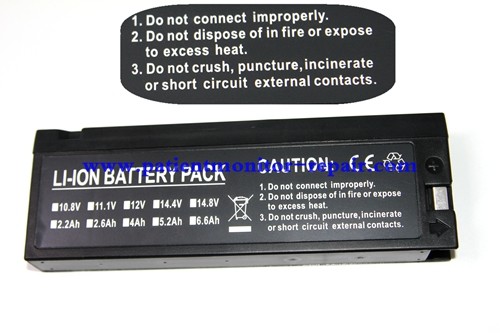 1. Do not connect improperly.
2. Do not dispose of in fire or expose
to excess heat.
3. Do not crush, puncture, incinerate
or short circuit external contacts.
www.patientmonitor-repair.com
LI-ION BATTERY PACK
10.8V 11.1V 12V 14.4V 14.8V
2.2Ah 2.6Ah 4Ah 5.2Ah 6.6Ah
CAUTION: CE
1. Do not connect improperly.
2. Do not dispose of in fire or expose
to excess heat.
3. Do not crush, puncture, incinerate
or short circuit external contacts.